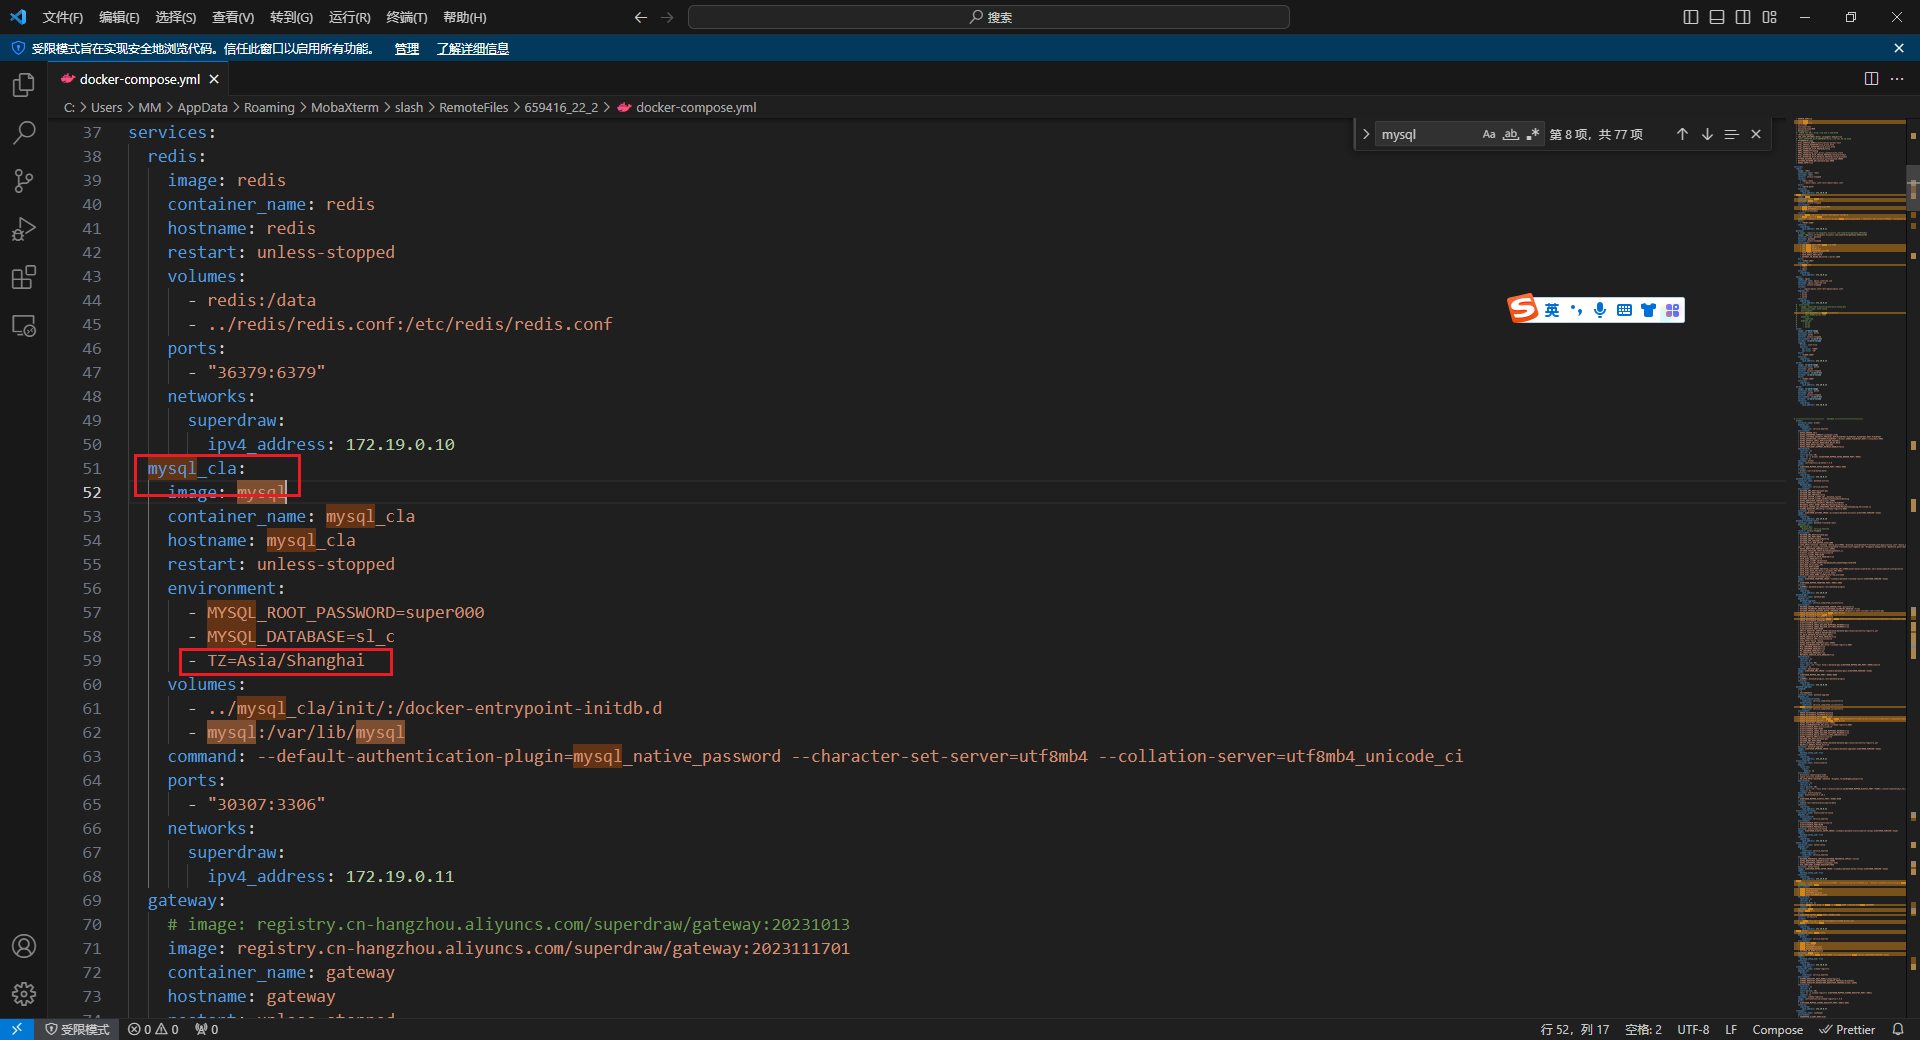 文件(F) 编辑(E) 选择(S) 查看(V) 转到(G) 运行(R) 终端(T) 帮助(H) 搜索
受限模式旨在实现安全地浏览代码。信任此窗口以启用所有功能。 管理 了解详细信息
docker-compose.yml
C: > Users > MM > AppData > Roaming > MobaXterm > slash > RemoteFiles > 659416_22_2 > docker-compose.yml
mysql Aa ab 第 8 项，共 77 项
37 services:
38 redis:
39 image: redis
40 container_name: redis
41 hostname: redis
42 restart: unless-stopped
43 volumes:
44 - redis:/data
45 - ../redis/redis.conf:/etc/redis/redis.conf
英
46 ports:
47 - "36379:6379"
48 networks:
49 superdraw:
50 ipv4_address: 172.19.0.10
51 mysql_cla:
52 image: mysql
53 container_name: mysql_cla
54 hostname: mysql_cla
55 restart: unless-stopped
56 environment:
57 - MYSQL_ROOT_PASSWORD=super000
58 - MYSQL_DATABASE=sl_c
59 - TZ=Asia/Shanghai
60 volumes:
61 - ../mysql_cla/init/:/docker-entrypoint-initdb.d
62 - mysql:/var/lib/mysql
63 command: --default-authentication-plugin=mysql_native_password --character-set-server=utf8mb4 --collation-server=utf8mb4_unicode_ci
64 ports:
65 - "30307:3306"
66 networks:
67 superdraw:
68 ipv4_address: 172.19.0.11
69 gateway:
70 # image: registry.cn-hangzhou.aliyuncs.com/superdraw/gateway:20231013
71 image: registry.cn-hangzhou.aliyuncs.com/superdraw/gateway:2023111701
72 container_name: gateway
73 hostname: gateway
74 restart: unless-stopped
受限模式 0 0 0 行 52，列 17 空格: 2 UTF-8 LF Compose Prettier